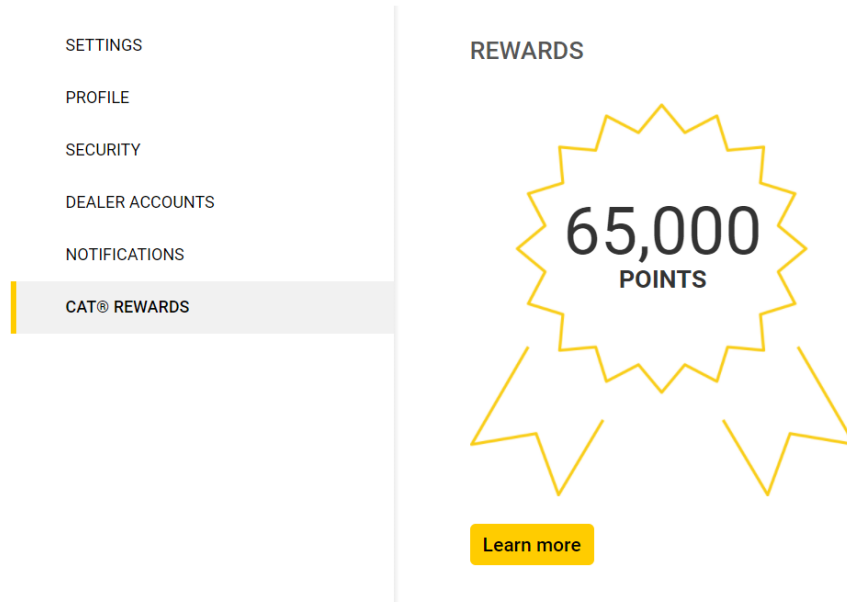 SETTINGS
PROFILE
SECURITY
DEALER ACCOUNTS
NOTIFICATIONS
CAT® REWARDS
REWARDS
65,000
POINTS
Learn more